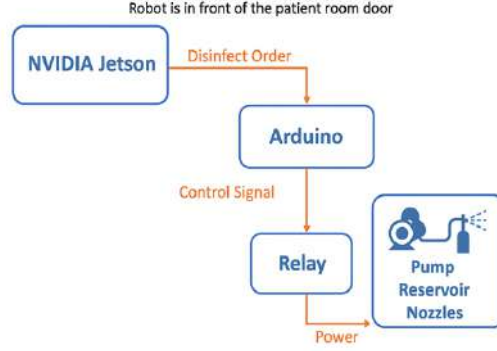 Robot is in front of the patient room door
NVIDIA Jetson
Disinfect Order
Arduino
Control Signal
Relay
Pump
Reservoir
Nozzles
Power